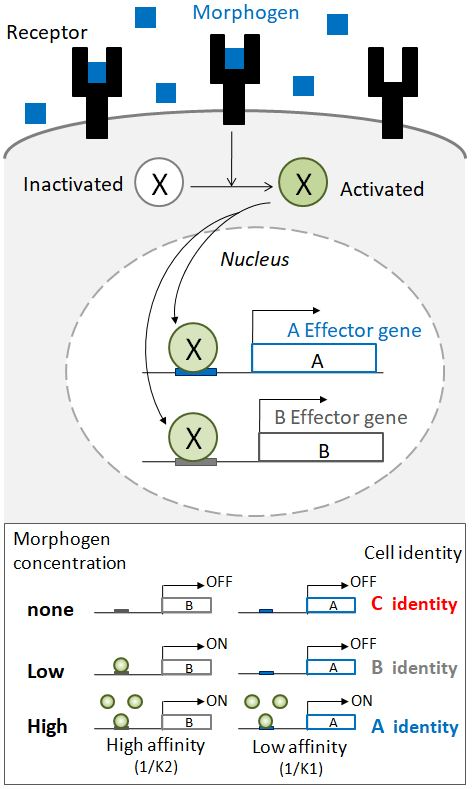 Morphogen
Receptor
Inactivated
X
X
Activated
Nucleus
X
A Effector gene
A
X
B Effector gene
B
Morphogen
concentration
Cell identity
none
B
OFF
A
OFF
C identity
Low
B
ON
A
OFF
B identity
High
B
ON
A
ON
A identity
High affinity
(1/K2)
Low affinity
(1/K1)